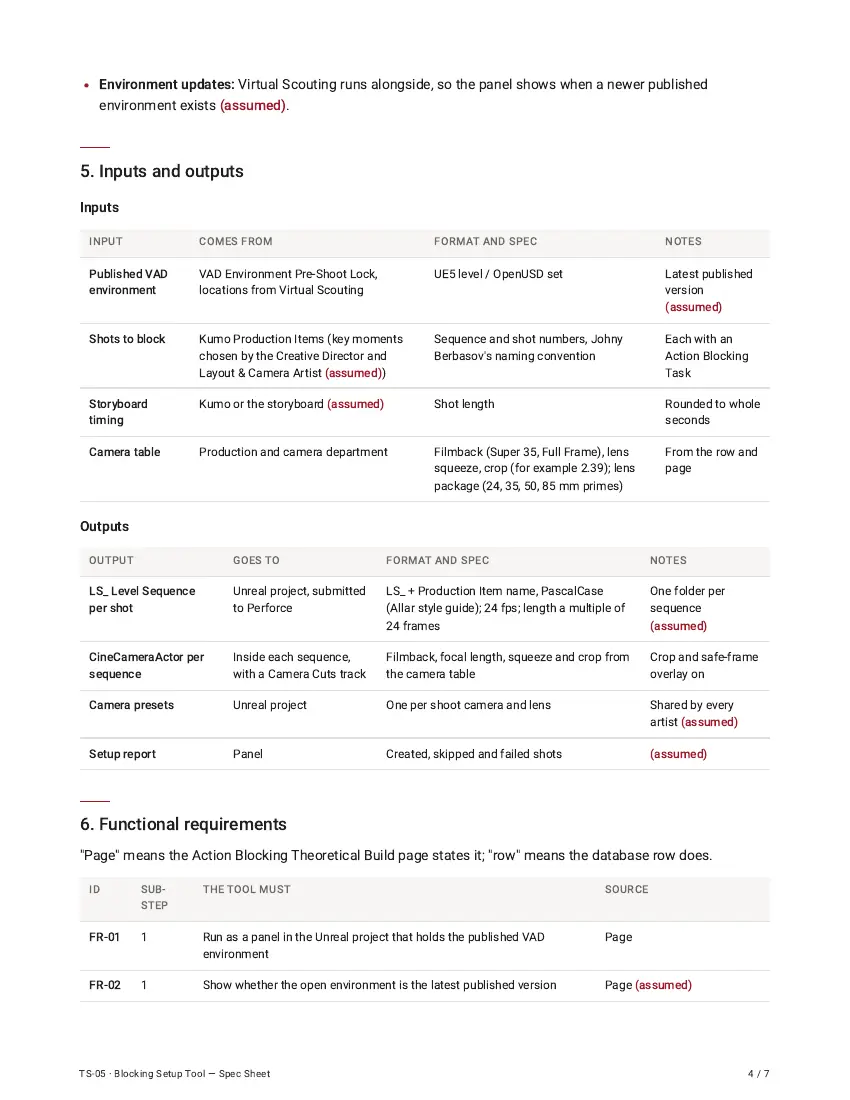 • Environment updates: Virtual Scouting runs alongside, so the panel shows when a newer published
environment exists (assumed).
5. Inputs and outputs
Inputs
INPUT COMES FROM FORMAT AND SPEC NOTES
Published VAD environment VAD Environment Pre-Shoot Lock, locations from Virtual Scouting UE5 level / OpenUSD set Latest published version (assumed)
Shots to block Kumo Production Items (key moments chosen by the Creative Director and Layout & Camera Artist (assumed)) Sequence and shot numbers, Johny Berbasov's naming convention Each with an Action Blocking Task
Storyboard timing Kumo or the storyboard (assumed) Shot length Rounded to whole seconds
Camera table Production and camera department Filmback (Super 35, Full Frame), lens squeeze, crop (for example 2.39); lens package (24, 35, 50, 85 mm primes) From the row and page
Outputs
OUTPUT GOES TO FORMAT AND SPEC NOTES
LS_ Level Sequence per shot Unreal project, submitted to Perforce LS_ + Production Item name, PascalCase (Allar style guide); 24 fps; length a multiple of 24 frames One folder per sequence (assumed)
CineCameraActor per sequence Inside each sequence, with a Camera Cuts track Filmback, focal length, squeeze and crop from the camera table Crop and safe-frame overlay on
Camera presets Unreal project One per shoot camera and lens Shared by every artist (assumed)
Setup report Panel Created, skipped and failed shots (assumed)
6. Functional requirements
"Page" means the Action Blocking Theoretical Build page states it; "row" means the database row does.
ID SUB-STEP THE TOOL MUST SOURCE
FR-01 1 Run as a panel in the Unreal project that holds the published VAD environment Page
FR-02 1 Show whether the open environment is the latest published version Page (assumed)
TS-05 · Blocking Setup Tool — Spec Sheet 4 / 7